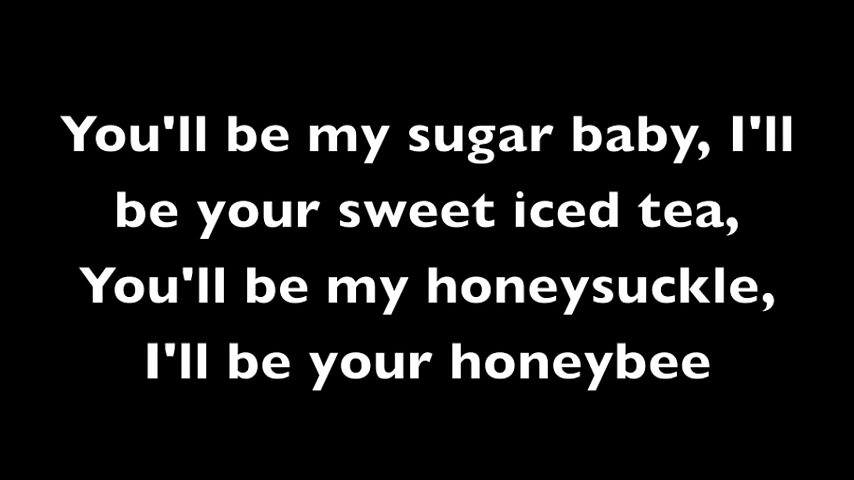 You'll be my sugar baby, I'll
be your sweet iced tea,
You'll be my honeysuckle,
I'll be your honeybee